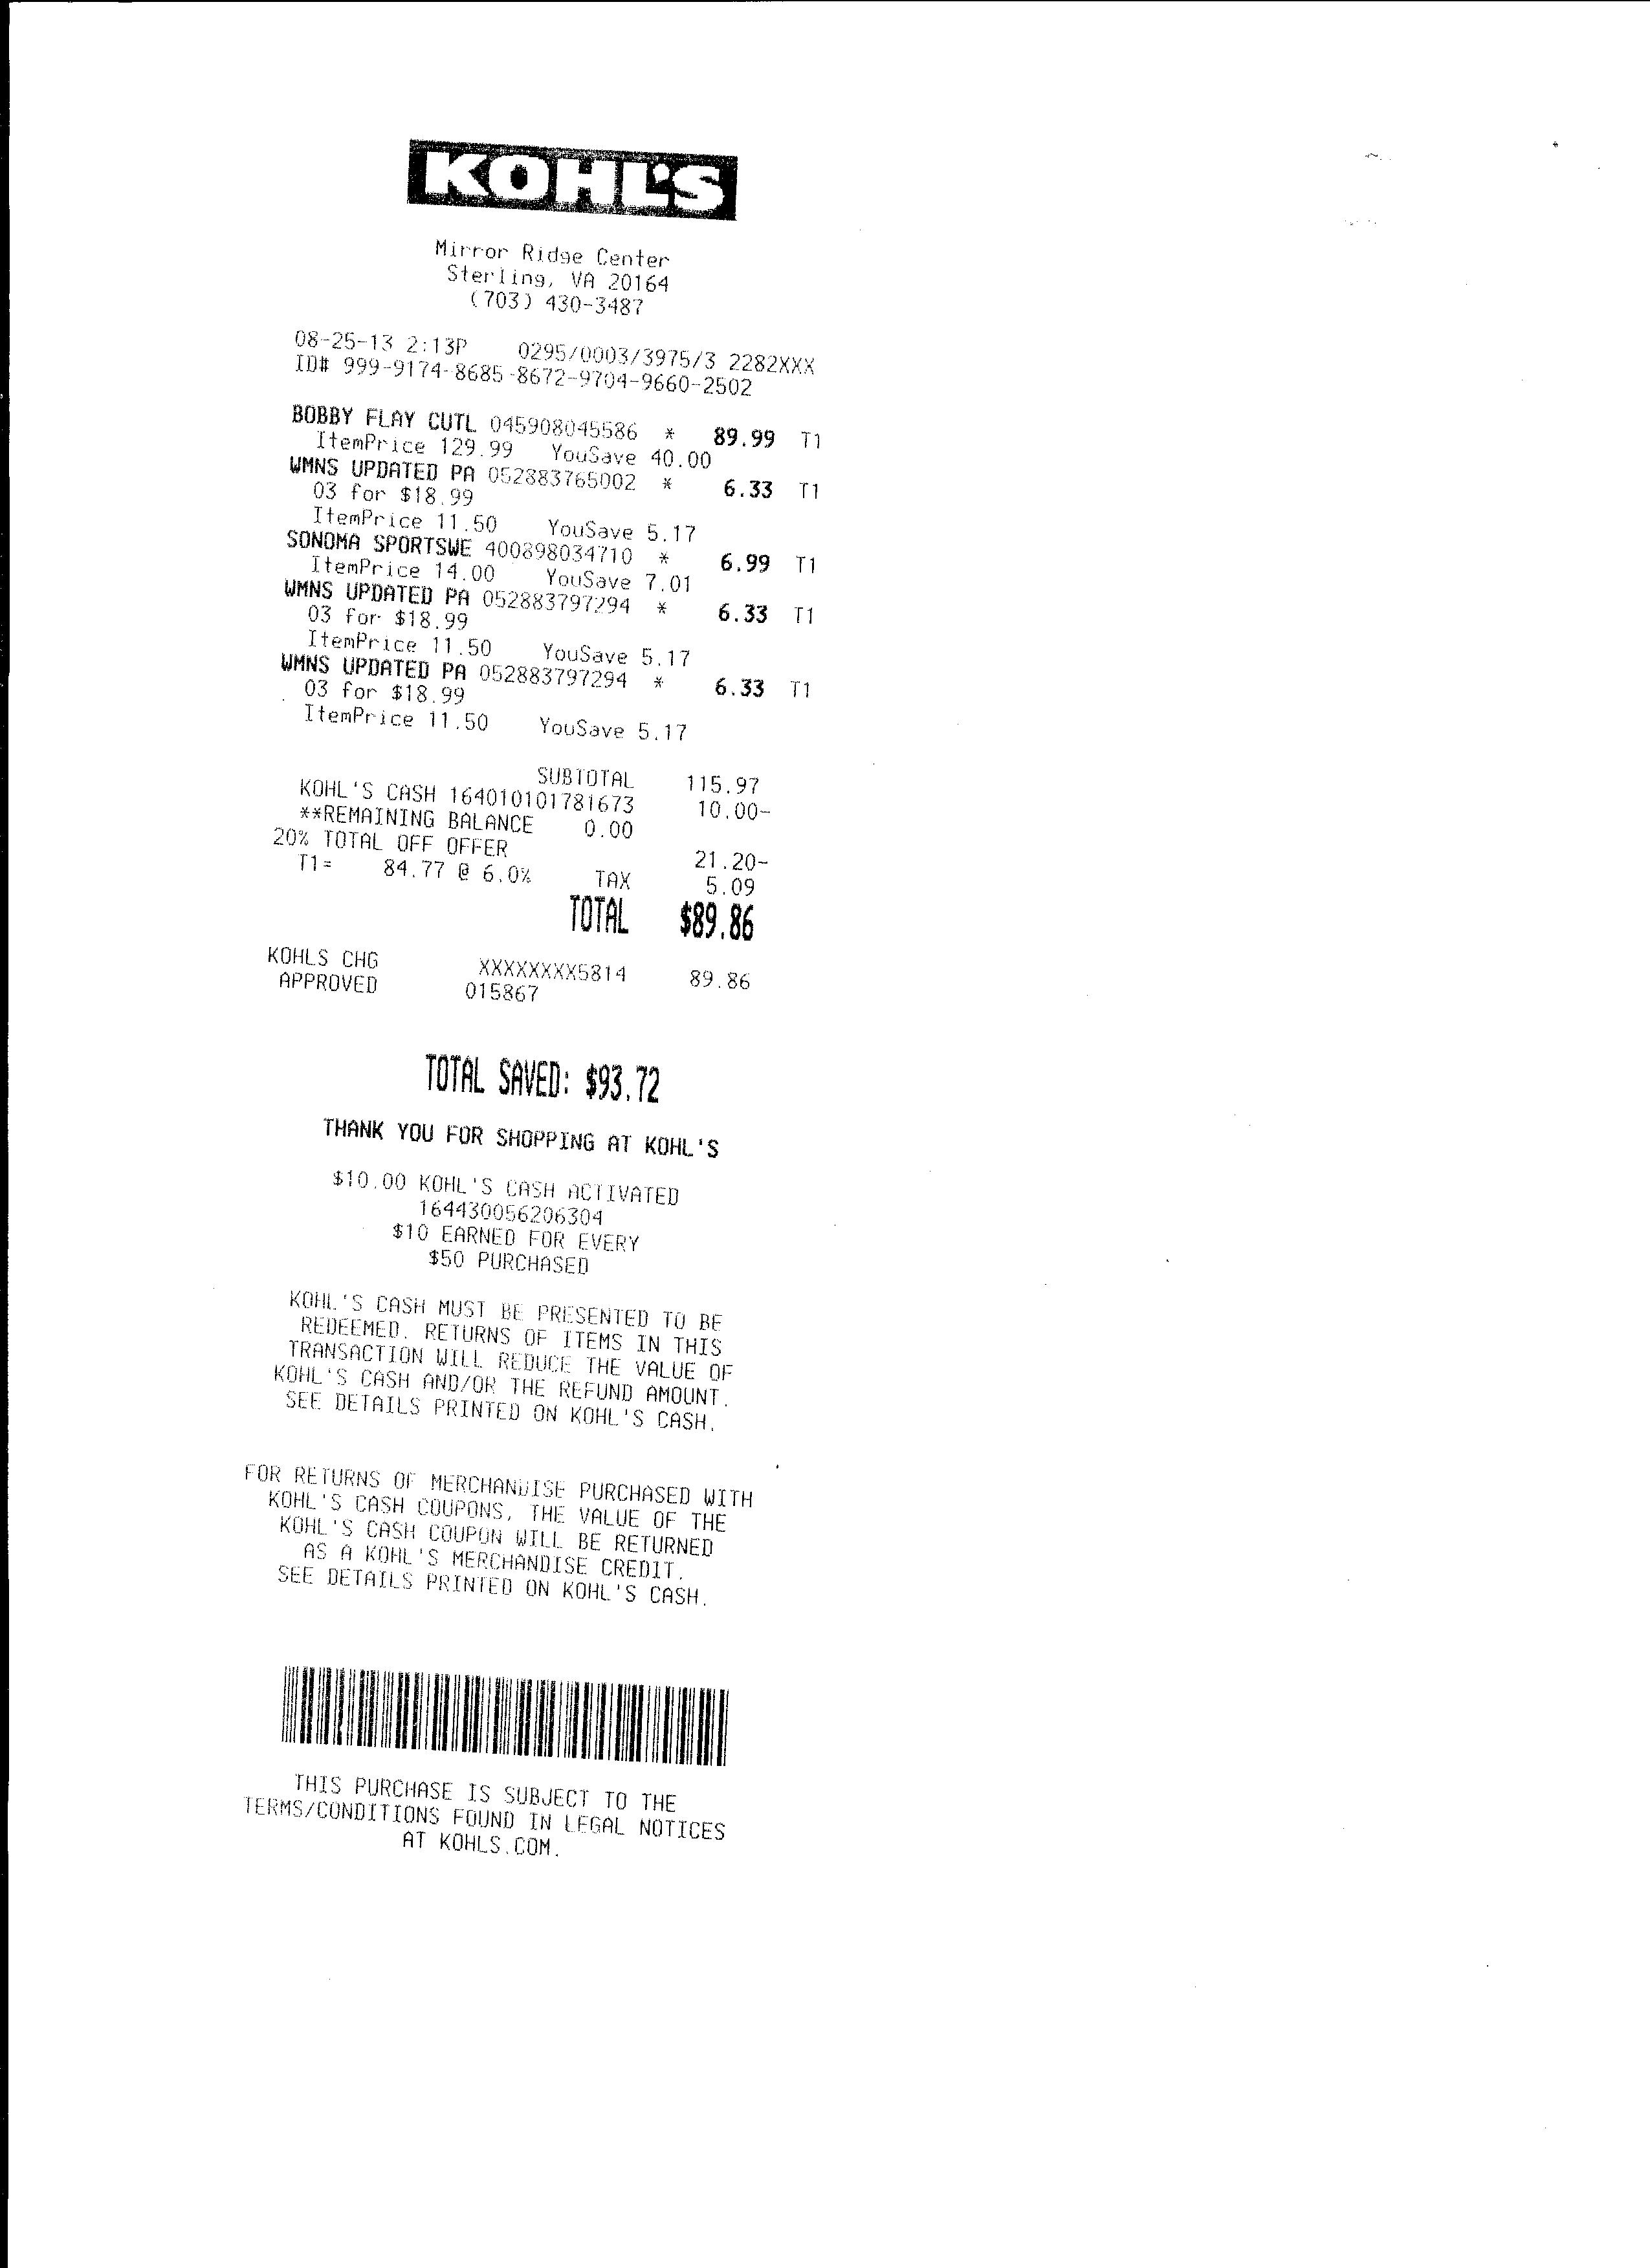 KOHL'S
Mirror Ridge Center
Sterling, VA 20164
(703) 430-3487
08-25-13 2:13P 0295/0003/3975/3 2282XXX
ID# 999-9174-8685-8672-9704-9660-2502
BOBBY FLAY CUTL 045908045586 * 89.99 T1
ItemPrice 129.99 YouSave 40.00
WMNS UPDATED PA 052883765002 * 6.33 T1
03 for $18.99
ItemPrice 11.50 YouSave 5.17
SONOMA SPORTSWE 400898034710 * 6.99 T1
ItemPrice 14.00 YouSave 7.01
WMNS UPDATED PA 052883797294 * 6.33 T1
03 for $18.99
ItemPrice 11.50 YouSave 5.17
WMNS UPDATED PA 052883797294 * 6.33 T1
03 for $18.99
ItemPrice 11.50 YouSave 5.17
SUBTOTAL 115.97
KOHL'S CASH 164010101781673 10.00-
**REMAINING BALANCE 0.00
20% TOTAL OFF OFFER 21.20-
T1= 84.77 @ 6.0% TAX 5.09
TOTAL $89.86
KOHLS CHG XXXXXXXX5814 89.86
APPROVED 015867
TOTAL SAVED: $93.72
THANK YOU FOR SHOPPING AT KOHL'S
$10.00 KOHL'S CASH ACTIVATED
164430056206304
$10 EARNED FOR EVERY
$50 PURCHASED
KOHL'S CASH MUST BE PRESENTED TO BE
REDEEMED. RETURNS OF ITEMS IN THIS
TRANSACTION WILL REDUCE THE VALUE OF
KOHL'S CASH AND/OR THE REFUND AMOUNT.
SEE DETAILS PRINTED ON KOHL'S CASH.
FOR RETURNS OF MERCHANDISE PURCHASED WITH
KOHL'S CASH COUPONS, THE VALUE OF THE
KOHL'S CASH COUPON WILL BE RETURNED
AS A KOHL'S MERCHANDISE CREDIT.
SEE DETAILS PRINTED ON KOHL'S CASH.
THIS PURCHASE IS SUBJECT TO THE
TERMS/CONDITIONS FOUND IN LEGAL NOTICES
AT KOHLS.COM.